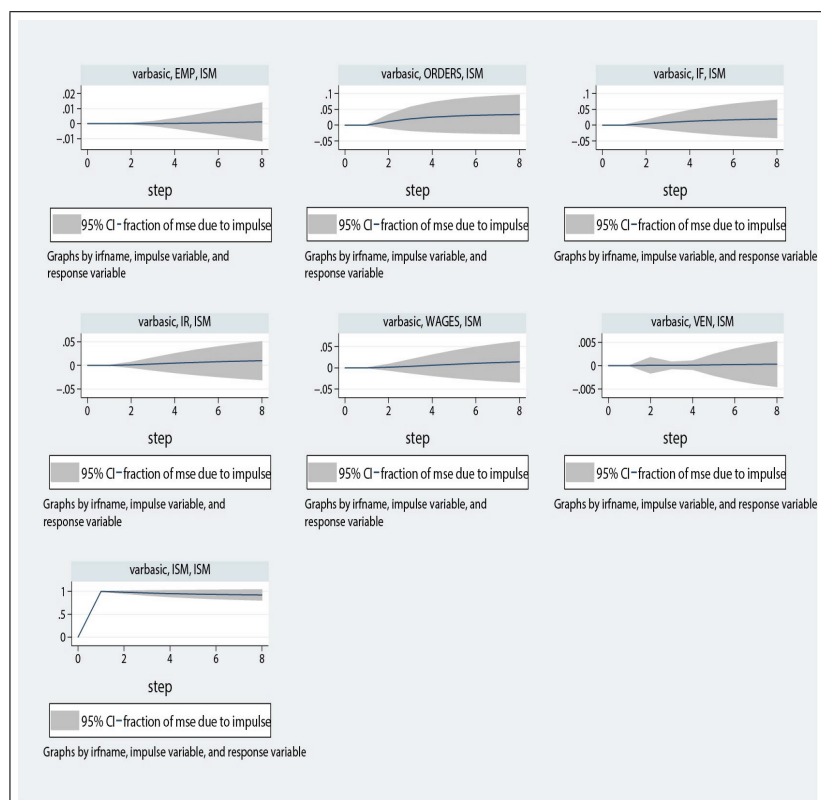 varbasic, EMP, ISM
.02
.01
0
-.01
0 2 4 6 8
step
95% CI fraction of mse due to impulse
Graphs by irfname, impulse variable, and
response variable
varbasic, ORDERS, ISM
.1
.05
0
-.05
0 2 4 6 8
step
95% CI fraction of mse due to impulse
Graphs by irfname, impulse variable, and
response variable
varbasic, IF, ISM
.1
.05
0
-.05
0 2 4 6 8
step
95% CI fraction of mse due to impulse
Graphs by irfname, impulse variable, and response variable
varbasic, IR, ISM
.05
0
-.05
0 2 4 6 8
step
95% CI fraction of mse due to impulse
Graphs by irfname, impulse variable, and
response variable
varbasic, WAGES, ISM
.05
0
-.05
0 2 4 6 8
step
95% CI fraction of mse due to impulse
Graphs by irfname, impulse variable, and
response variable
varbasic, VEN, ISM
.005
0
-.005
0 2 4 6 8
step
95% CI fraction of mse due to impulse
Graphs by irfname, impulse variable, and response variable
varbasic, ISM, ISM
1
.5
0
0 2 4 6 8
step
95% CI fraction of mse due to impulse
Graphs by irfname, impulse variable, and response variable